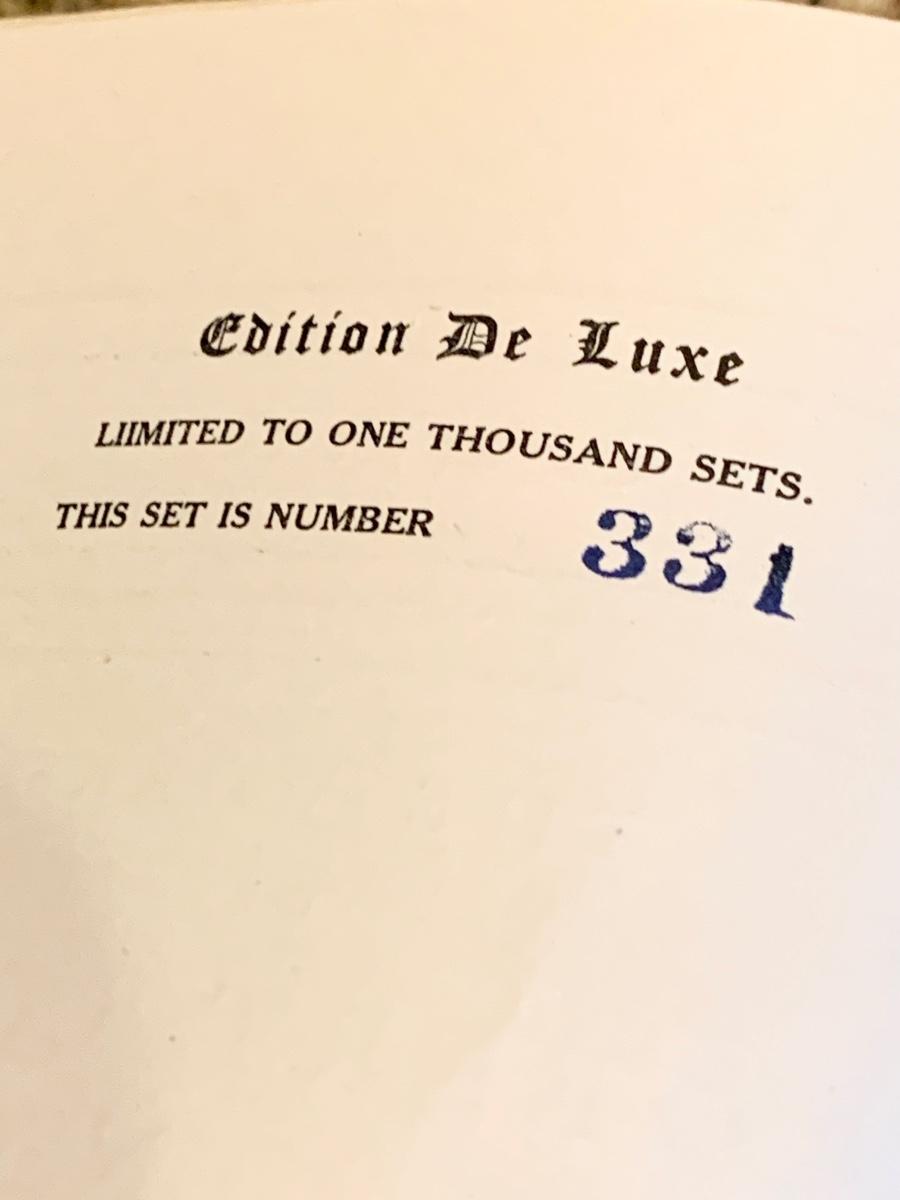 Edition De Luxe
LIIMITED TO ONE THOUSAND SETS.
THIS SET IS NUMBER 331